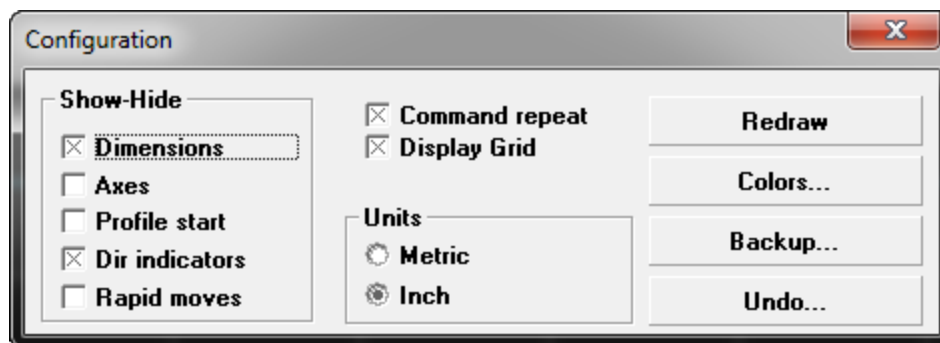 Configuration
Show-Hide
Dimensions
Axes
Profile start
Dir indicators
Rapid moves
Command repeat
Display Grid
Units
Metric
Inch
Redraw
Colors...
Backup...
Undo...